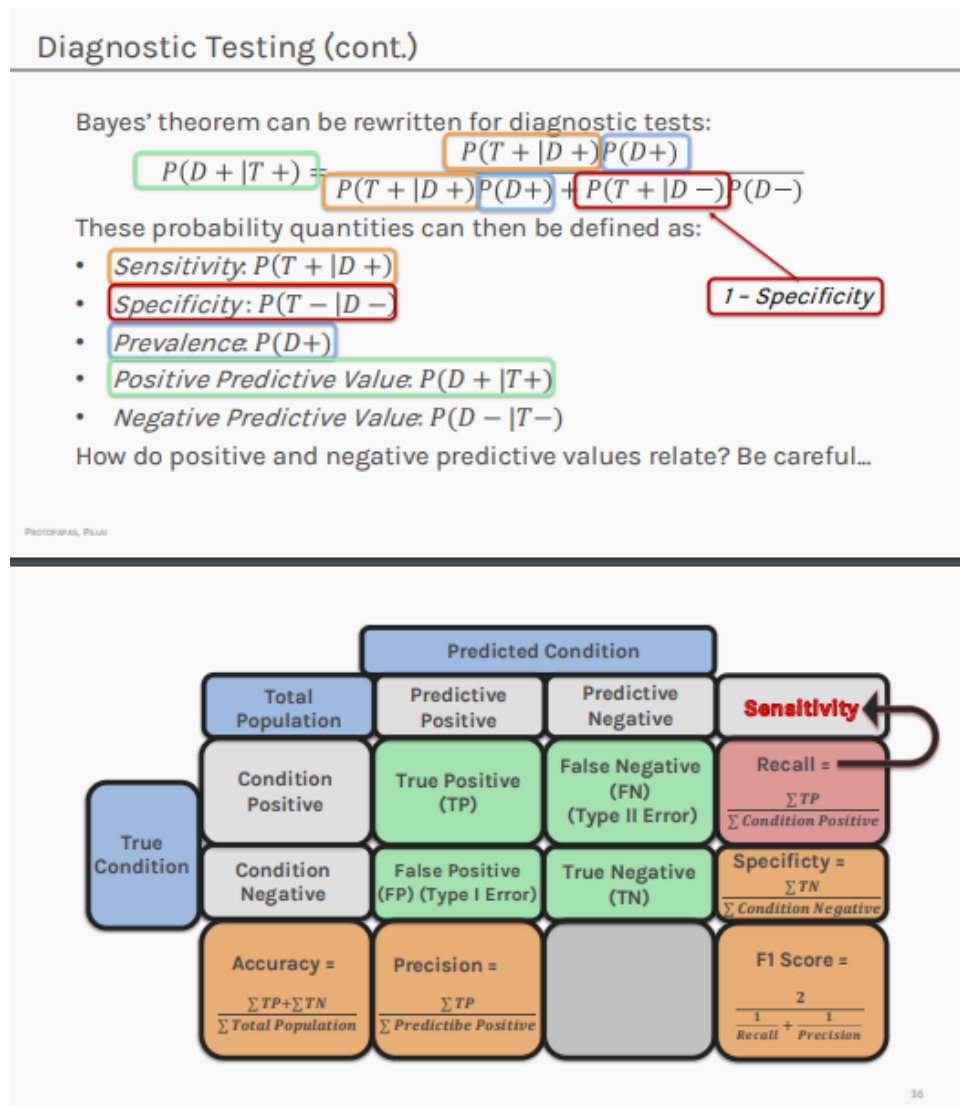 Diagnostic Testing (cont.)
Bayes' theorem can be rewritten for diagnostic tests:
P(D + |T +) = P(T + |D +)P(D+) / P(T + |D +)P(D+) + P(T + |D −)P(D−)
These probability quantities can then be defined as:
• Sensitivity: P(T + |D +)
1 – Specificity
• Specificity : P(T − |D −)
• Prevalence: P(D+)
• Positive Predictive Value: P(D + |T+)
• Negative Predictive Value: P(D − |T−)
How do positive and negative predictive values relate? Be careful...
Protopapas, Pillai
Predicted Condition
Total
Population
Predictive
Positive
Predictive
Negative
Sensitivity
True
Condition
Condition
Positive
True Positive
(TP)
False Negative
(FN)
(Type II Error)
Recall =
∑ TP
∑ Condition Positive
Condition
Negative
False Positive
(FP) (Type I Error)
True Negative
(TN)
Specificty =
∑ TN
∑ Condition Negative
Accuracy =
∑ TP+∑ TN
∑ Total Population
Precision =
∑ TP
∑ Predictibe Positive
F1 Score =
2
1/Recall + 1/Precision
36